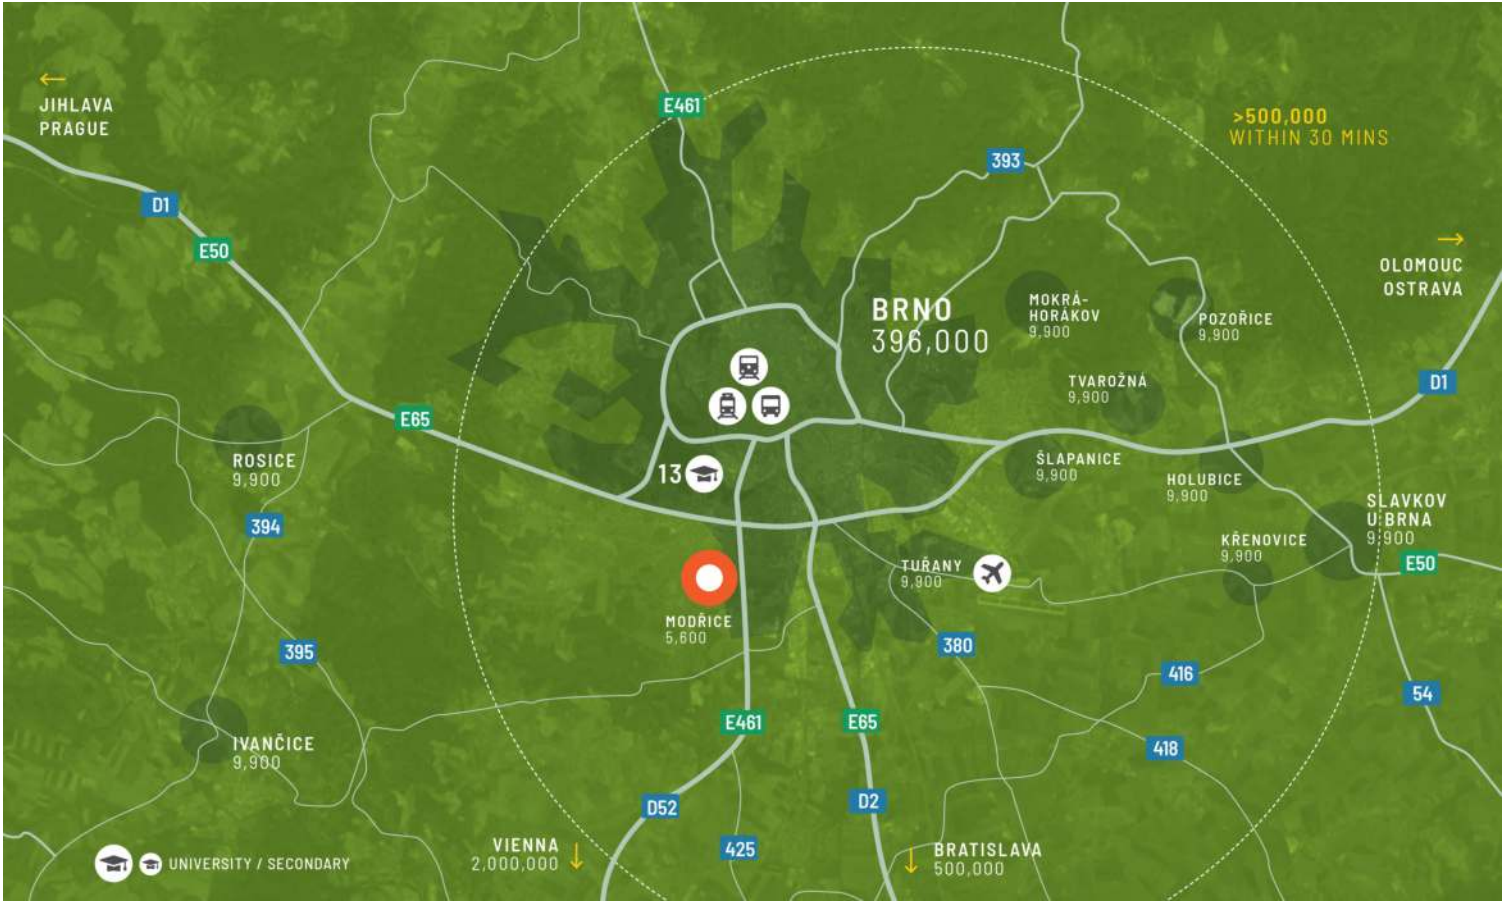 E461
←
JIHLAVA
PRAGUE
>500,000
WITHIN 30 MINS
393
D1
E50
→
OLOMOUC
OSTRAVA
BRNO
396,000
MOKRÁ-
HORÁKOV
9,900
POZOŘICE
9,900
TVAROŽNÁ
9,900
D1
E65
ROSICE
9,900
13
ŠLAPANICE
9,900
HOLUBICE
9,900
SLAVKOV
U BRNA
9,900
394
KŘENOVICE
9,900
E50
TUŘANY
9,900
MODŘICE
5,600
395
380
416
54
E461
E65
418
IVANČICE
9,900
D52
D2
425
VIENNA
2,000,000 ↓
↓ BRATISLAVA
500,000
UNIVERSITY / SECONDARY